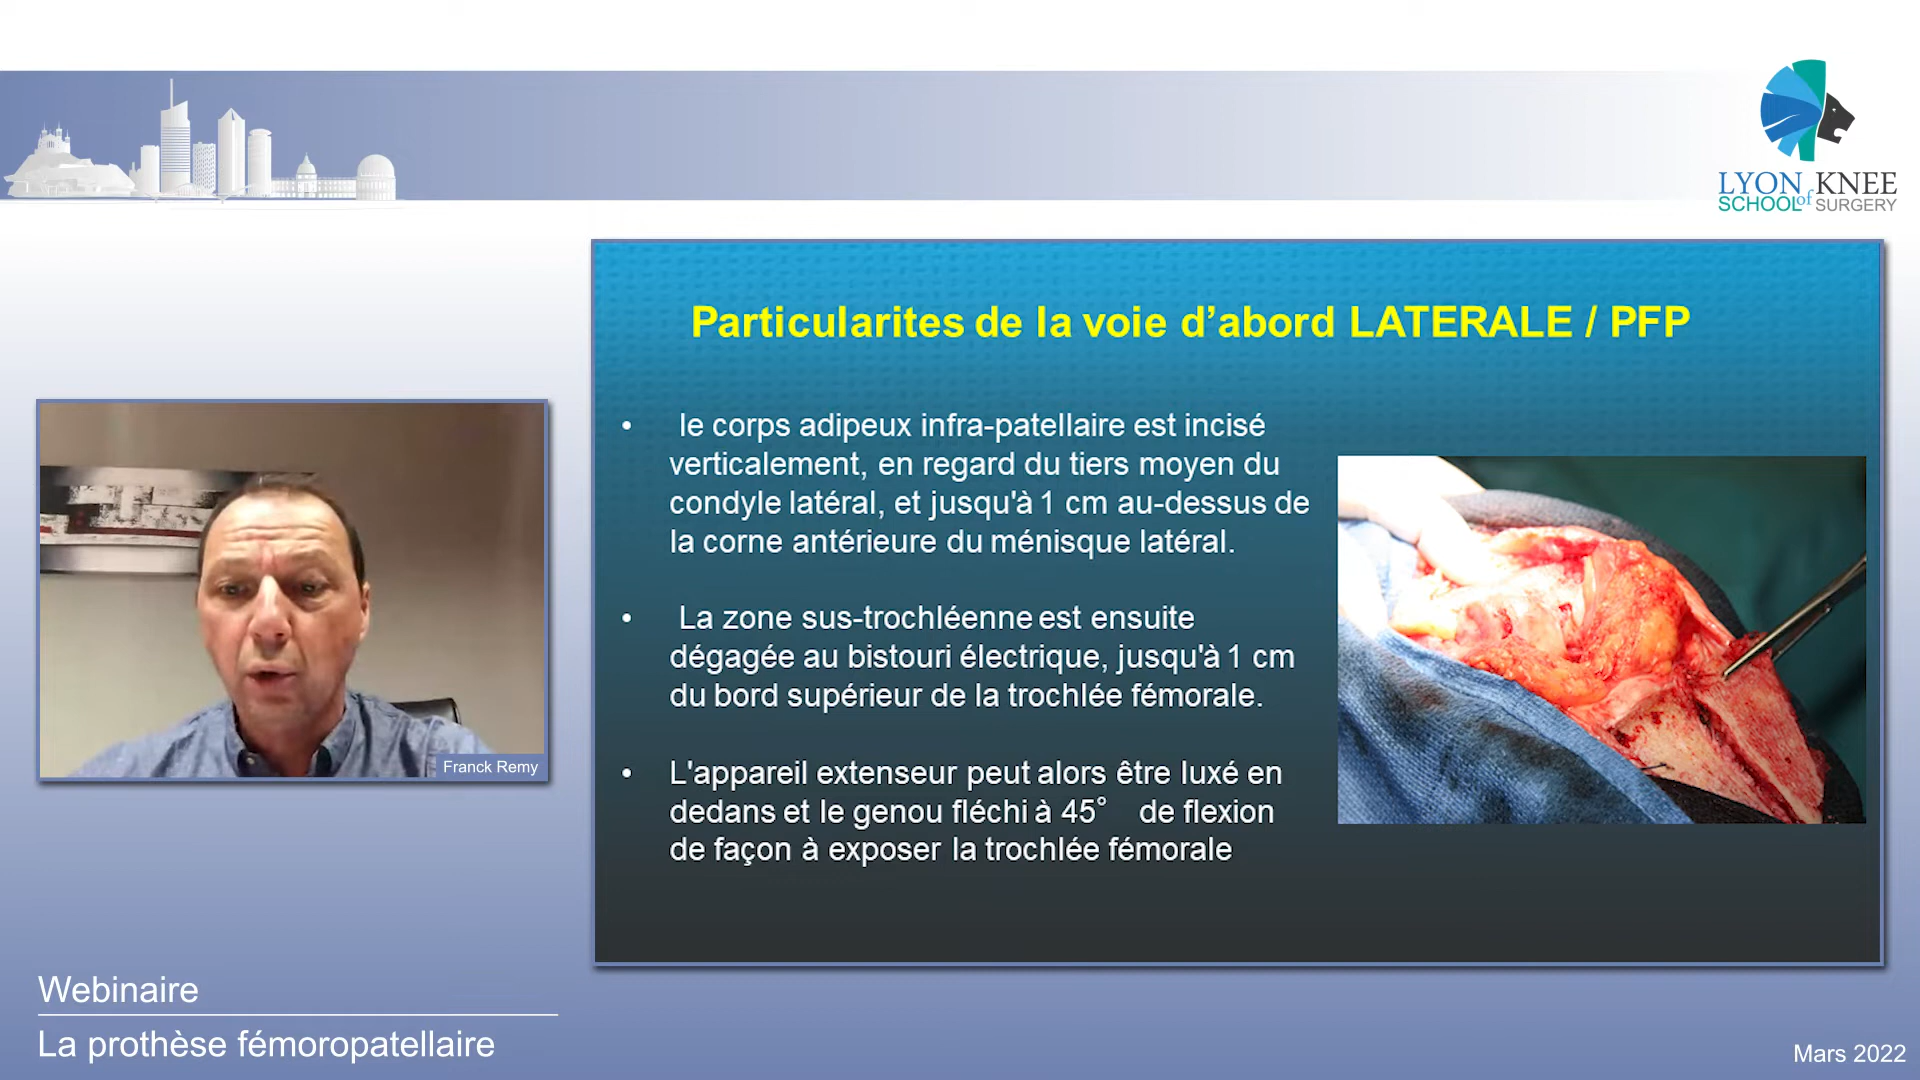 LYON KNEE
SCHOOL of SURGERY
Particularites de la voie d’abord LATERALE / PFP
• le corps adipeux infra-patellaire est incisé
verticalement, en regard du tiers moyen du
condyle latéral, et jusqu'à 1 cm au-dessus de
la corne antérieure du ménisque latéral.
• La zone sus-trochléenne est ensuite
dégagée au bistouri électrique, jusqu'à 1 cm
du bord supérieur de la trochlée fémorale.
• L'appareil extenseur peut alors être luxé en
dedans et le genou fléchi à 45° de flexion
de façon à exposer la trochlée fémorale
Franck Remy
Webinaire
La prothèse fémoropatellaire
Mars 2022